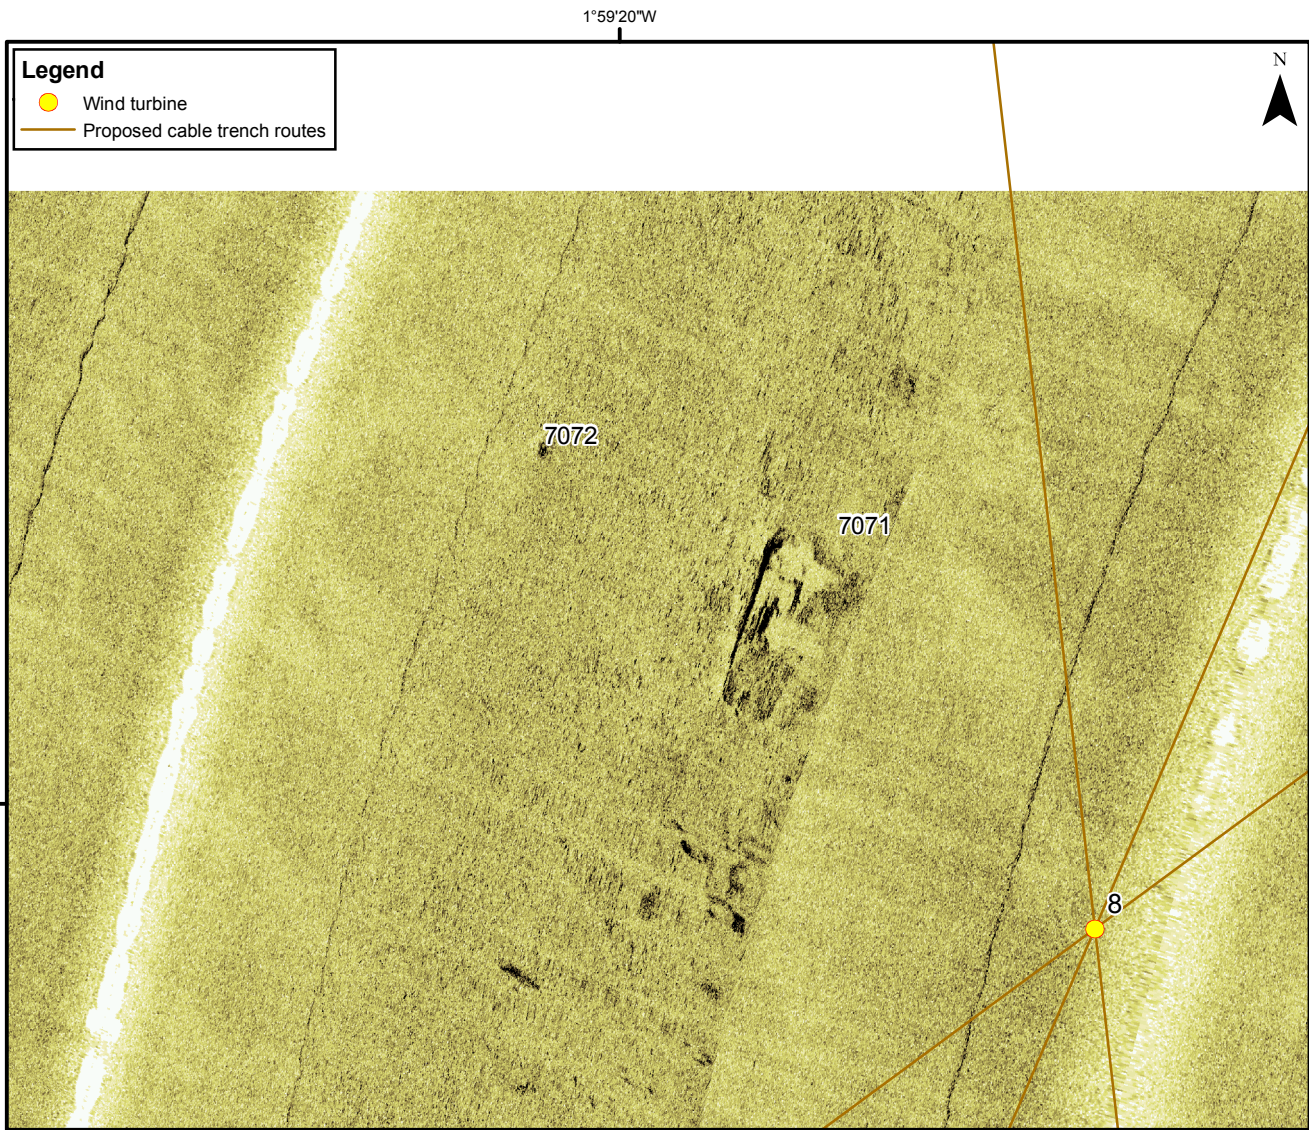 1°59'20"W
Legend
Wind turbine
Proposed cable trench routes
N
7072
7071
8